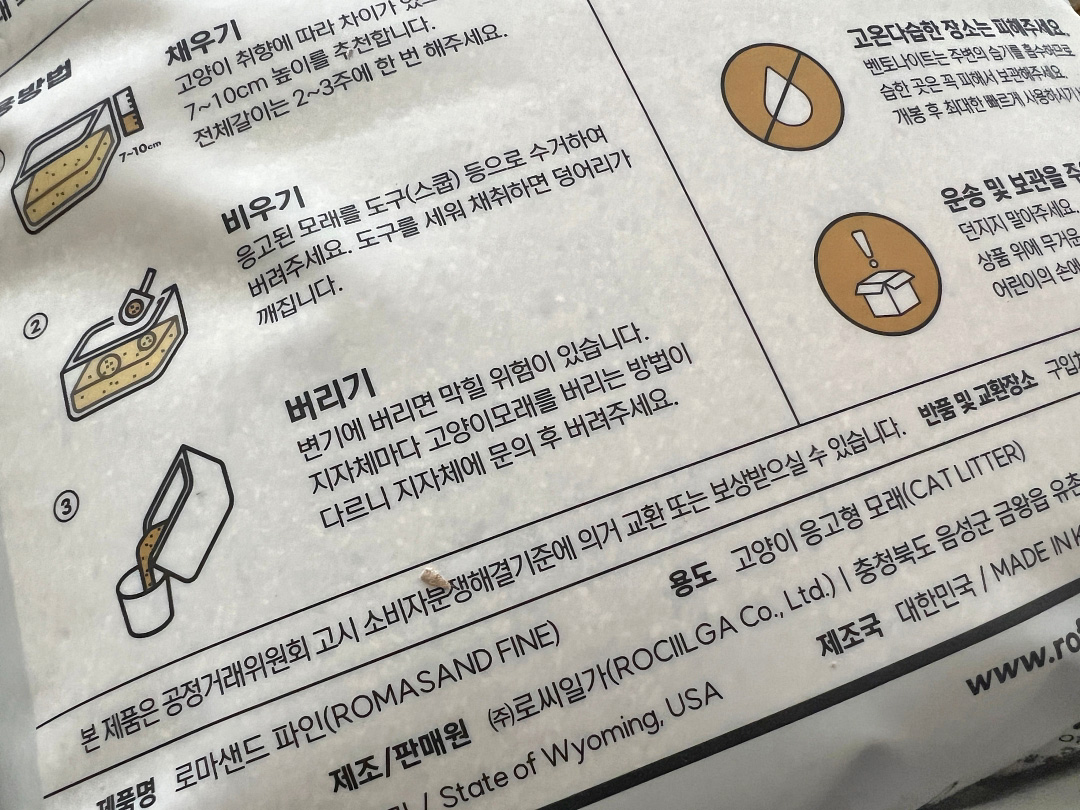 용방법
7~10cm
채우기
고양이 취향에 따라 차이가
7~10cm 높이를 추천합니다.
전체갈이는 2~3주에 한 번 해주세요.
②
비우기
응고된 모래를 도구(스쿱) 등으로 수거하여
버려주세요. 도구를 세워 채취하면 덩어리가
깨집니다.
③
버리기
변기에 버리면 막힐 위험이 있습니다.
지자체마다 고양이모래를 버리는 방법이
다르니 지자체에 문의 후 버려주세요.
고온다습한 장소는 피해주세요.
벤토나이트는 주변의 습기를 흡수하므로
습한 곳은 꼭 피해서 보관해주세요.
개봉 후 최대한 빠르게 사용하시기
운송 및 보관을
던지지 말아주세요.
상품 위에 무거운
어린이의 손에
본 제품은 공정거래위원회 고시 소비자분쟁해결기준에 의거 교환 또는 보상받으실 수 있습니다. 반품 및 교환장소
제품명 로마샌드 파인(ROMASAND FINE) 용도 고양이 응고형 모래(CAT LITTER)
제조/판매원 ㈜로씨일가(ROCIILGA Co., Ltd.) | 충청북도 음성군 금왕읍
/ State of Wyoming, USA 제조국 대한민국 / MADE IN
www.ro